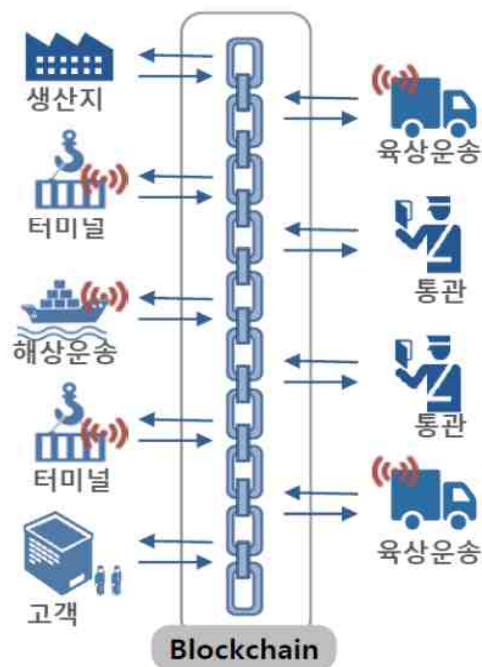 생산지
육상운송
터미널
통관
해상운송
통관
터미널
육상운송
고객
Blockchain